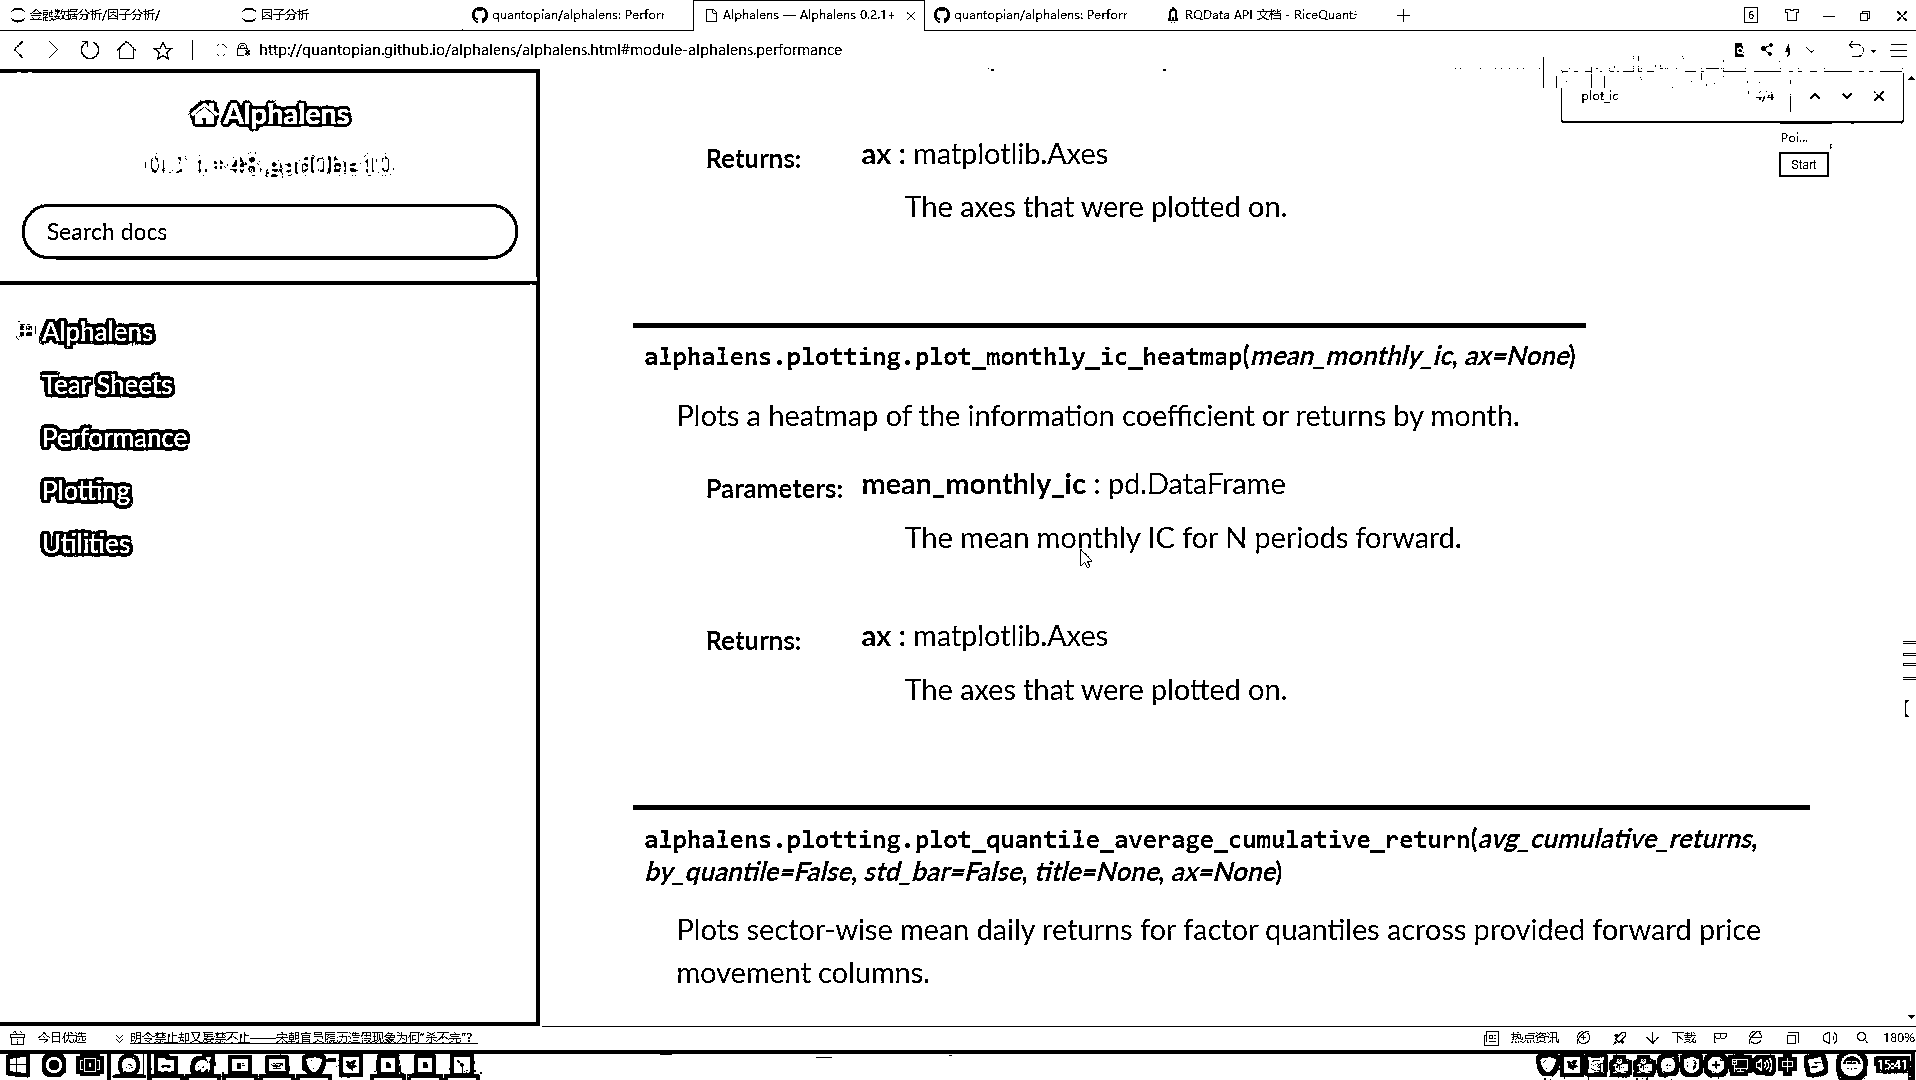 金融数据分析/因子分析/
因子分析
quantopian/alphalens: Perforr
Alphalens — Alphalens 0.2.1+
quantopian/alphalens: Perforr
RQData API 文档 - RiceQuant
6
http://quantopian.github.io/alphalens/alphalens.html#module-alphalens.performance
plot_ic
4/4
Poi...
Start
Alphalens
Search docs
Alphalens
Tear Sheets
Performance
Plotting
Utilities
Returns: ax : matplotlib.Axes
The axes that were plotted on.
alphalens.plotting.plot_monthly_ic_heatmap(mean_monthly_ic, ax=None)
Plots a heatmap of the information coefficient or returns by month.
Parameters: mean_monthly_ic : pd.DataFrame
The mean monthly IC for N periods forward.
Returns: ax : matplotlib.Axes
The axes that were plotted on.
alphalens.plotting.plot_quantile_average_cumulative_return(avg_cumulative_returns,
by_quantile=False, std_bar=False, title=None, ax=None)
Plots sector-wise mean daily returns for factor quantiles across provided forward price
movement columns.
今日优选
明令禁止却又屡禁不止——宋朝官员履历造假现象为何“杀不完”?
热点资讯
下载
180%
中
15:41